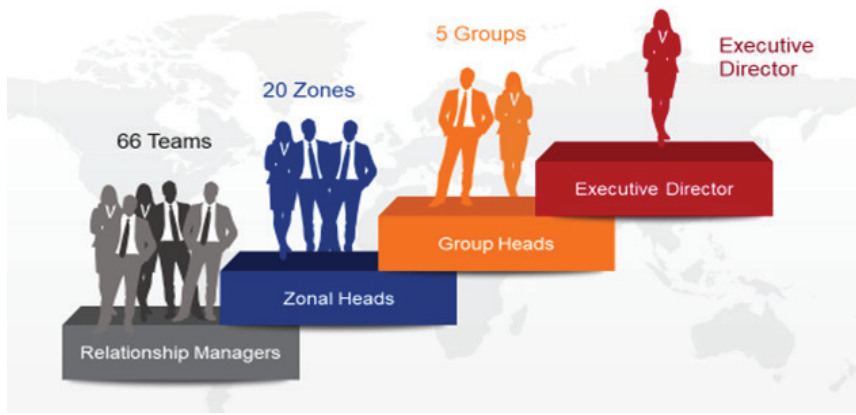 66 Teams
Relationship Managers
20 Zones
Zonal Heads
5 Groups
Group Heads
Executive
Director
Executive Director